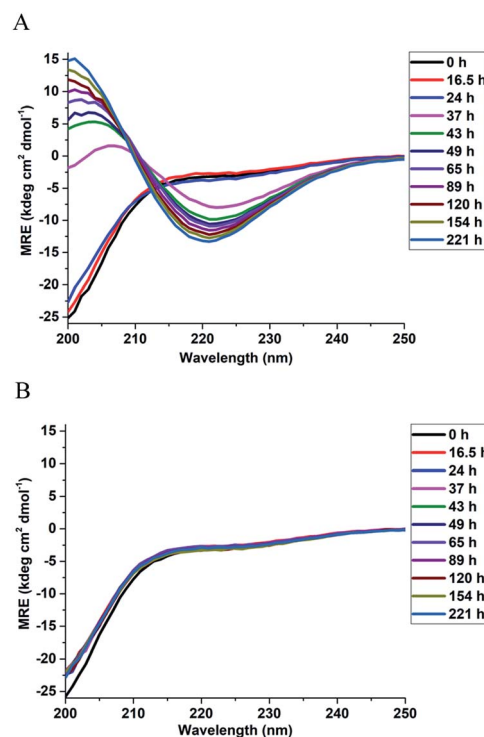 A
MRE (kdeg cm² dmol⁻¹)
15
10
5
0
-5
-10
-15
-20
-25
200 210 220 230 240 250
Wavelength (nm)
0 h
16.5 h
24 h
37 h
43 h
49 h
65 h
89 h
120 h
154 h
221 h
B
MRE (kdeg cm² dmol⁻¹)
15
10
5
0
-5
-10
-15
-20
-25
200 210 220 230 240 250
Wavelength (nm)
0 h
16.5 h
24 h
37 h
43 h
49 h
65 h
89 h
120 h
154 h
221 h